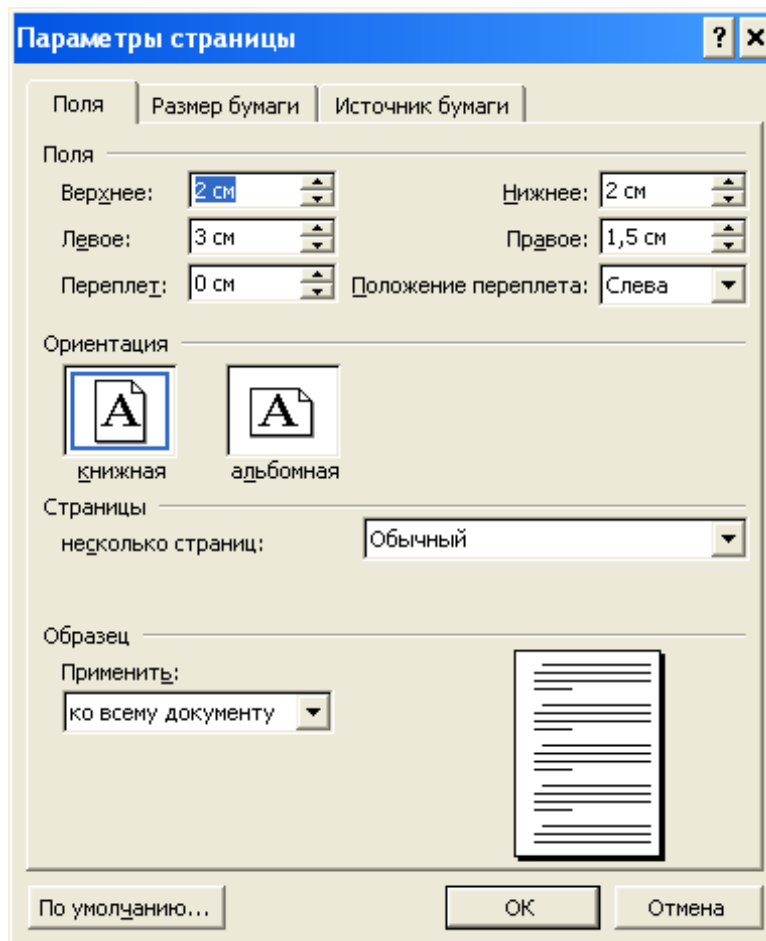 Параметры страницы
Поля Размер бумаги Источник бумаги
Поля
Верхнее: 2 см Нижнее: 2 см
Левое: 3 см Правое: 1,5 см
Переплет: 0 см Положение переплета: Слева
Ориентация
A A
книжная альбомная
Страницы
несколько страниц: Обычный
Образец
Применить:
ко всему документу
По умолчанию... ОК Отмена